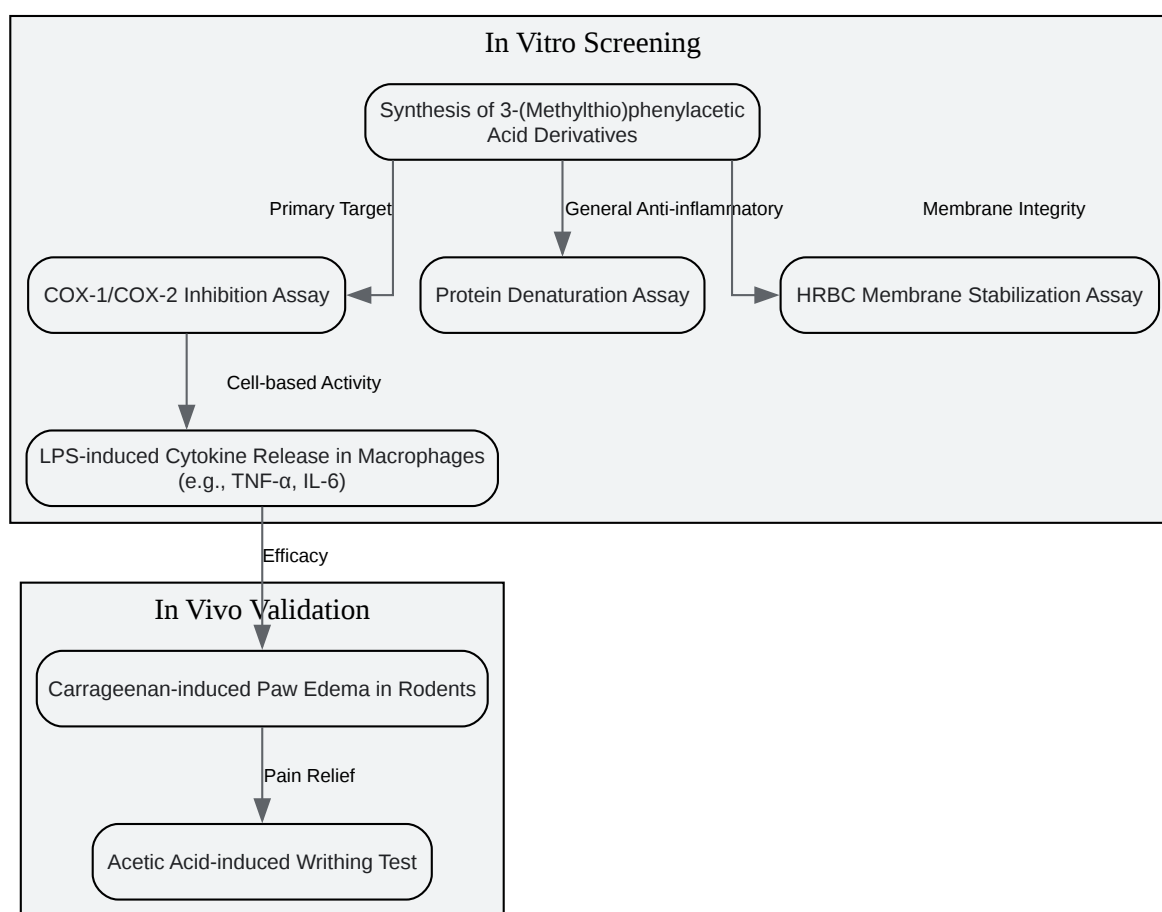 In Vitro Screening
Synthesis of 3-(Methylthio)phenylacetic
Acid Derivatives
Primary Target
General Anti-inflammatory
Membrane Integrity
COX-1/COX-2 Inhibition Assay
Protein Denaturation Assay
HRBC Membrane Stabilization Assay
Cell-based Activity
LPS-induced Cytokine Release in Macrophages
(e.g., TNF-α, IL-6)
Efficacy
In Vivo Validation
Carrageenan-induced Paw Edema in Rodents
Pain Relief
Acetic Acid-induced Writhing Test